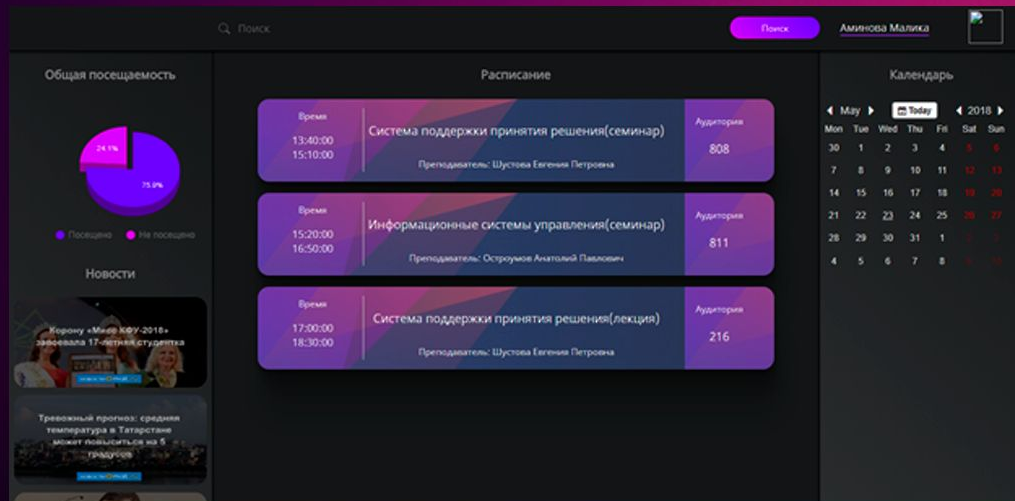 Поиск
Поиск
Аминова Малика
Общая посещаемость
24.1%
75.9%
Посещено
Не посещено
Новости
Корону «Мисс КФУ-2018»
завоевала 17-летняя студентка
Тревожный прогноз: средняя
температура в Татарстане
может повыситься на 5
градусов
Расписание
Время
13:40:00
15:10:00
Система поддержки принятия решения(семинар)
Преподаватель: Шустова Евгения Петровна
Аудитория
808
Время
15:20:00
16:50:00
Информационные системы управления(семинар)
Преподаватель: Остроумов Анатолий Павлович
Аудитория
811
Время
17:00:00
18:30:00
Система поддержки принятия решения(лекция)
Преподаватель: Шустова Евгения Петровна
Аудитория
216
Календарь
May Today 2018
Mon Tue Wed Thu Fri Sat Sun
30 1 2 3 4 5 6
7 8 9 10 11 12 13
14 15 16 17 18 19 20
21 22 23 24 25 26 27
28 29 30 31 1
4 5 6 7 8